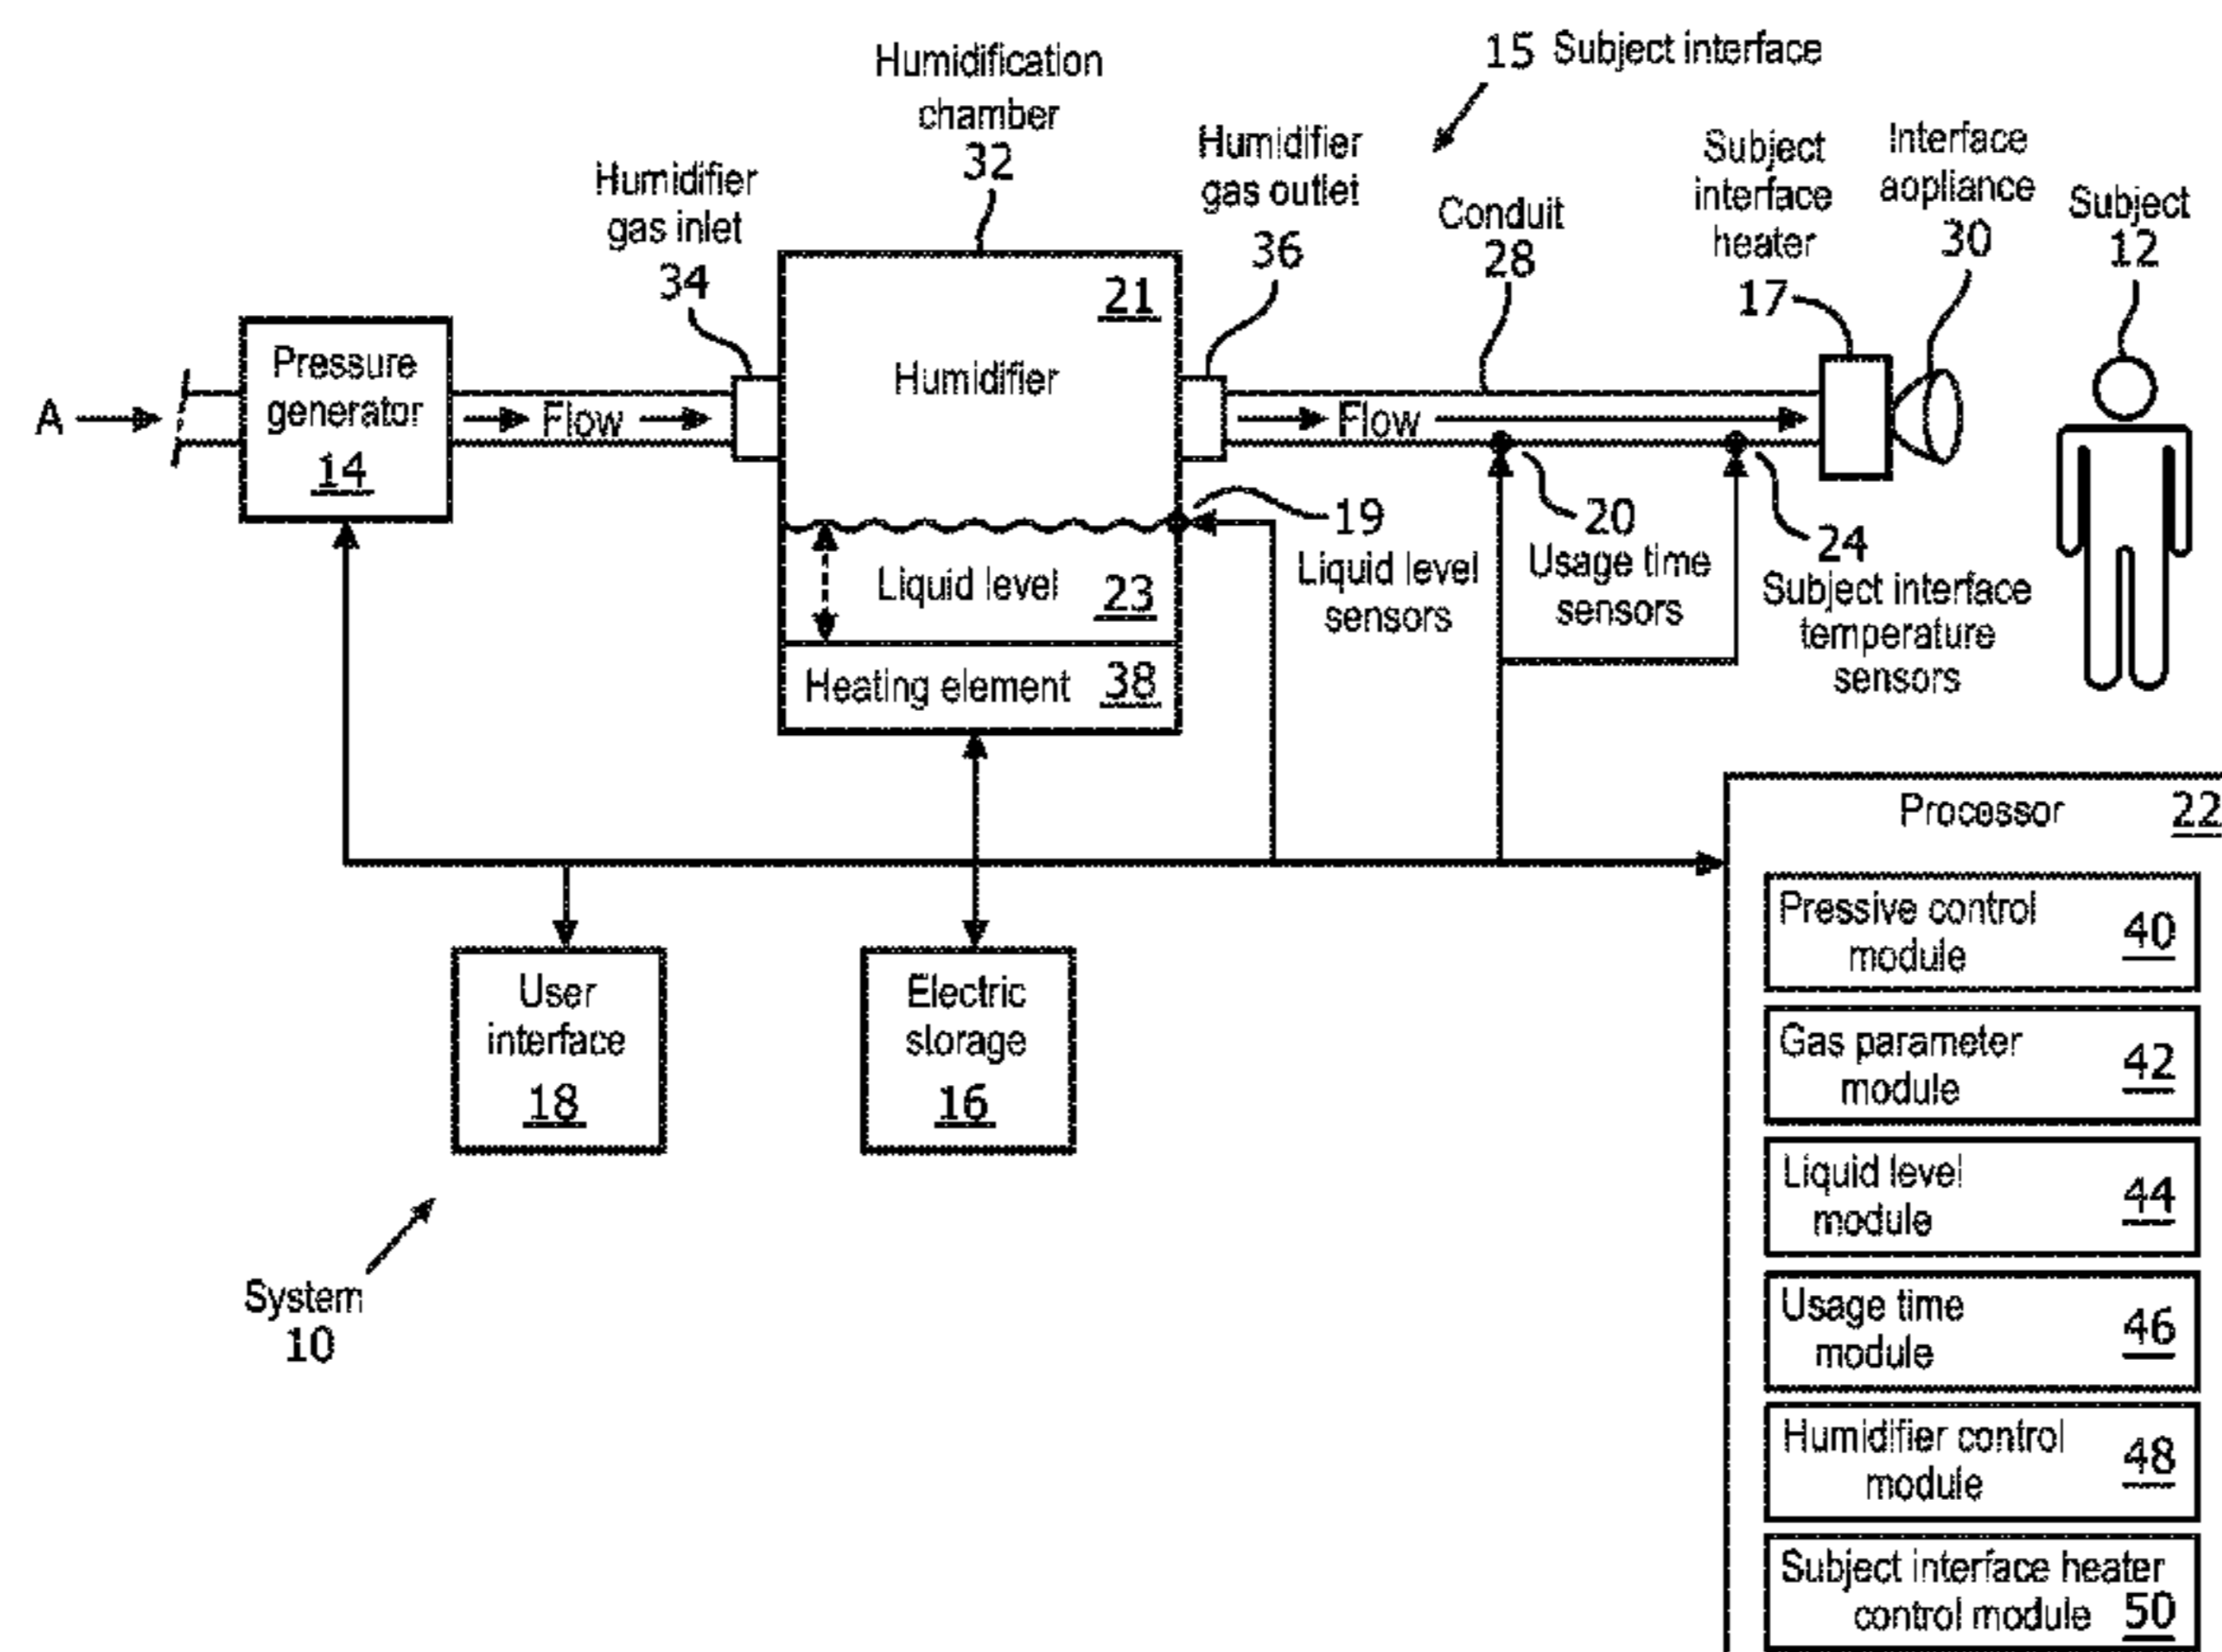 15 Subject interface
Humidification
chamber
32
Humidifier
gas inlet
34
Humidifier
gas outlet
36
Conduit
28
Subject
interface
heater
17
Interface
aopliance
30
Subject
12
A
Pressure
generator
14
Flow
21
Humidifier
Flow
19
Liquid level
sensors
20
Usage time
sensors
24
Subject interface
temperature
sensors
Liquid level 23
Heating element 38
Processor 22
Pressive control
module 40
Gas parameter
module 42
Liquid level
module 44
Usage time
module 46
Humidifier control
module 48
Subject interface heater
control module 50
User
interface
18
Electric
storage
16
System
10